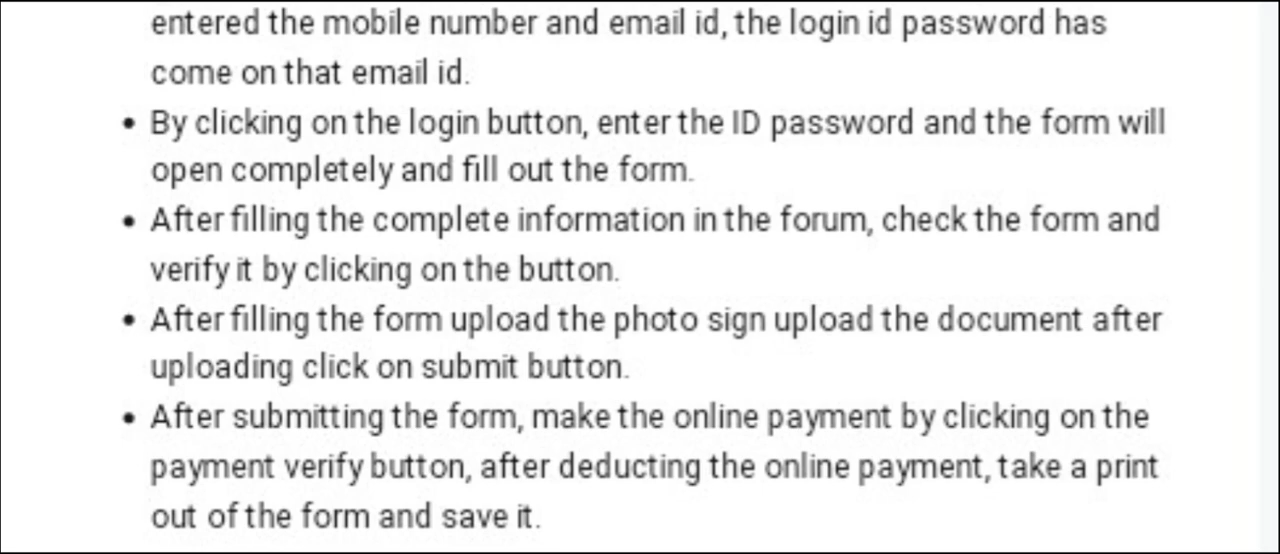 entered the mobile number and email id, the login id password has
come on that email id.
• By clicking on the login button, enter the ID password and the form will
open completely and fill out the form.
• After filling the complete information in the forum, check the form and
verify it by clicking on the button.
• After filling the form upload the photo sign upload the document after
uploading click on submit button.
• After submitting the form, make the online payment by clicking on the
payment verify button, after deducting the online payment, take a print
out of the form and save it.